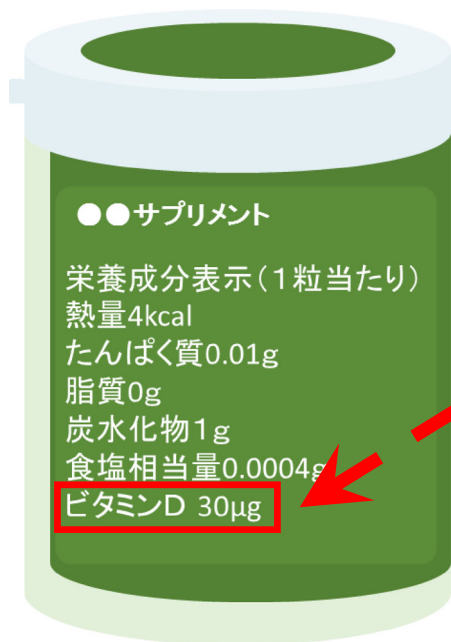 ●●サプリメント
栄養成分表示（１粒当たり）
熱量4kcal
たんぱく質0.01g
脂質0g
炭水化物１g
食塩相当量0.0004g
ビタミンD 30μg